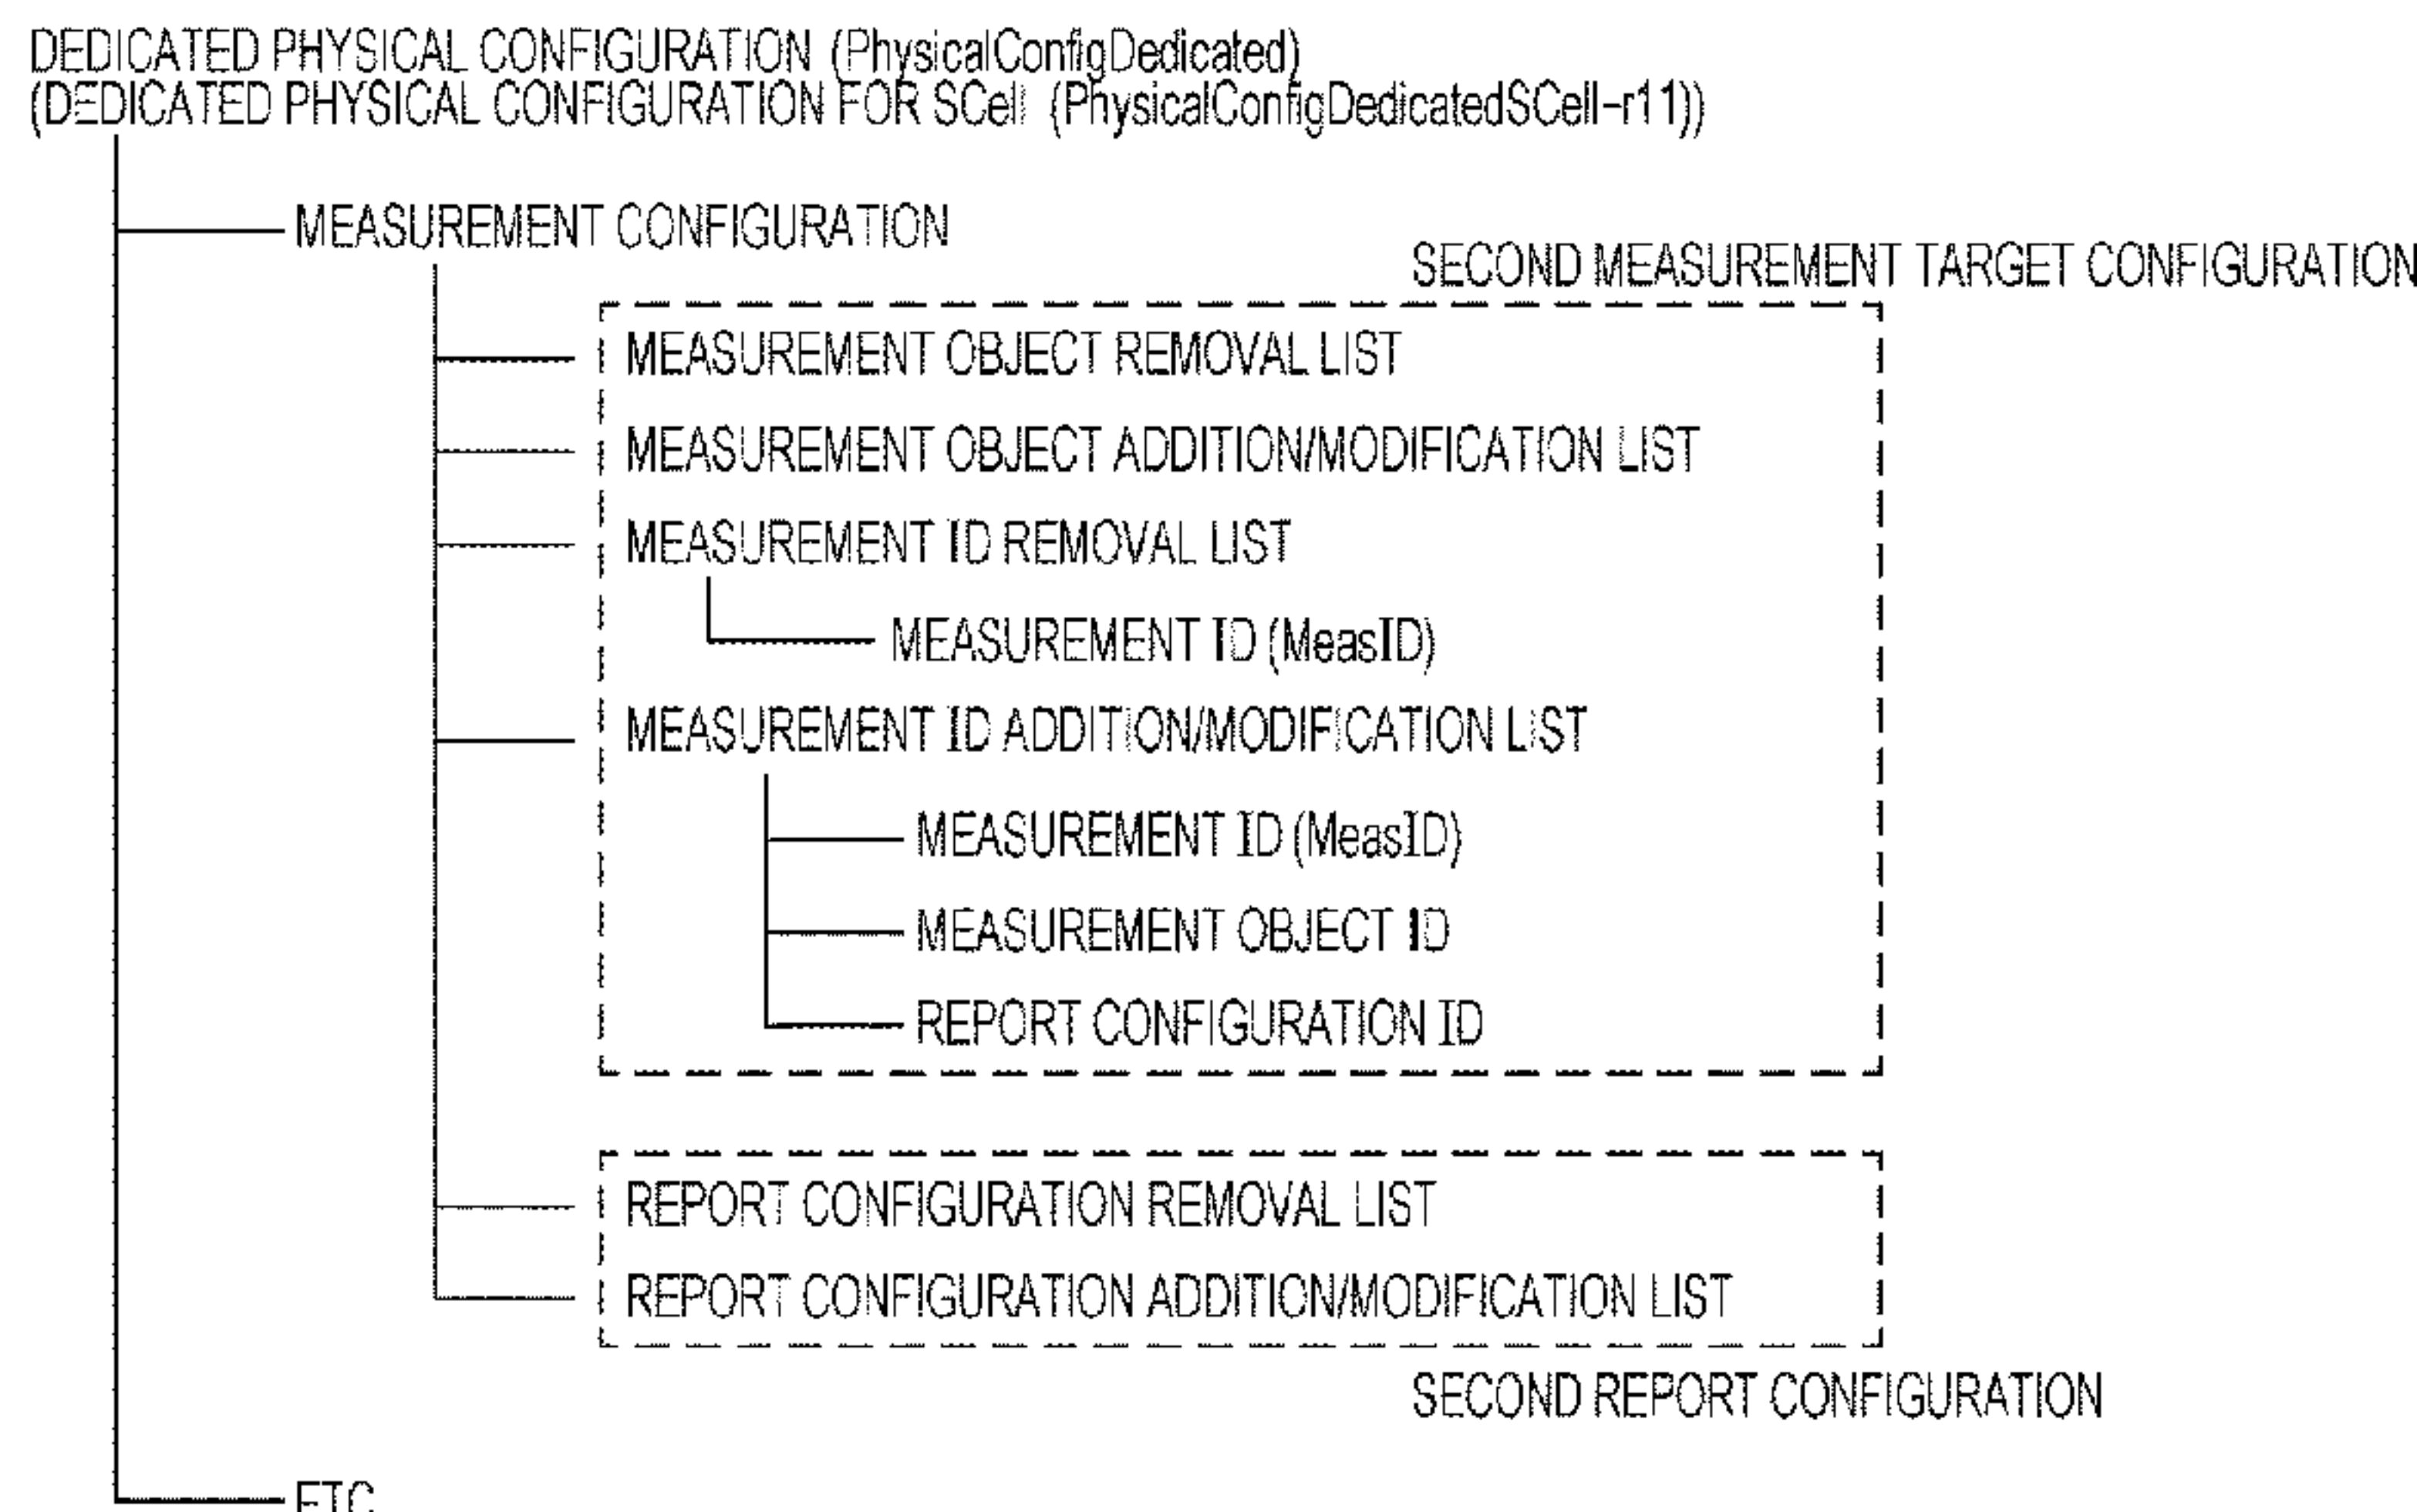 DEDICATED PHYSICAL CONFIGURATION (PhysicalConfigDedicated)
(DEDICATED PHYSICAL CONFIGURATION FOR SCell (PhysicalConfigDedicatedSCell-r11))
MEASUREMENT CONFIGURATION
SECOND MEASUREMENT TARGET CONFIGURATION
MEASUREMENT OBJECT REMOVAL LIST
MEASUREMENT OBJECT ADDITION/MODIFICATION LIST
MEASUREMENT ID REMOVAL LIST
MEASUREMENT ID (MeasID)
MEASUREMENT ID ADDITION/MODIFICATION LIST
MEASUREMENT ID (MeasID)
MEASUREMENT OBJECT ID
REPORT CONFIGURATION ID
REPORT CONFIGURATION REMOVAL LIST
REPORT CONFIGURATION ADDITION/MODIFICATION LIST
SECOND REPORT CONFIGURATION
ETC